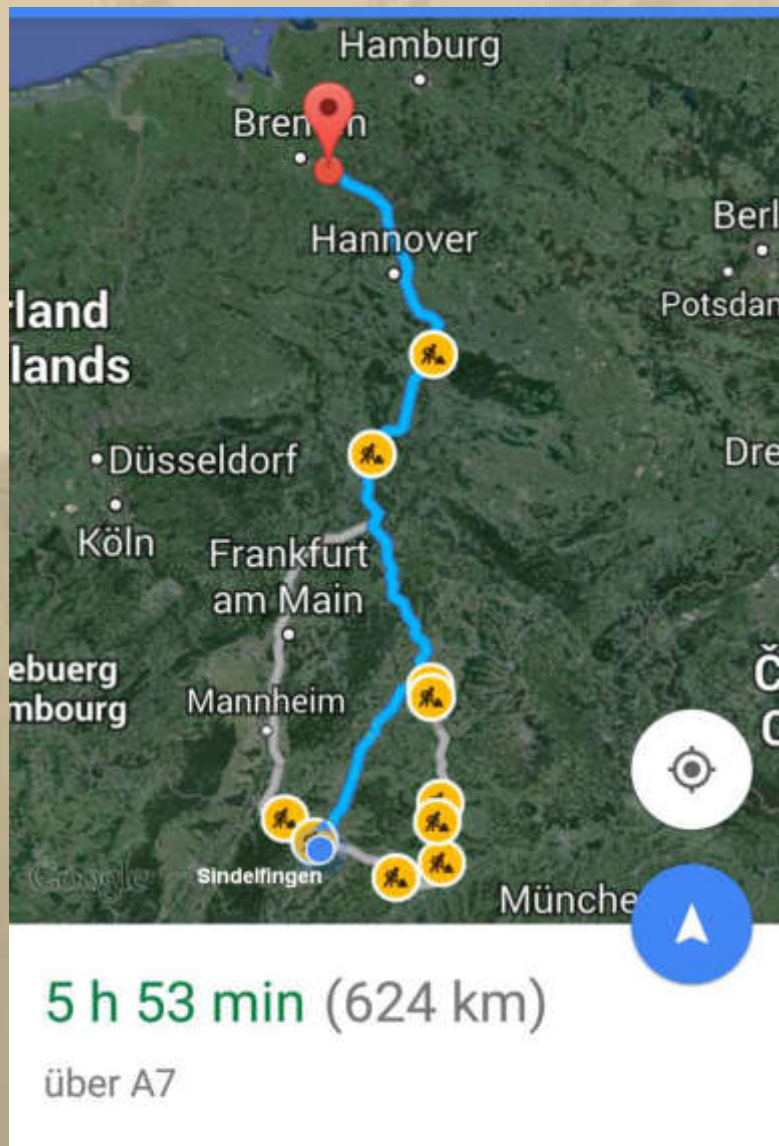 Hamburg
Bremen
Hannover
Berl
Potsdam
rland
lands
Düsseldorf
Dre
Köln
Frankfurt
am Main
ebuerg
mbourg
Č
Mannheim
Google
Sindelfingen
Münche
5 h 53 min (624 km)
über A7